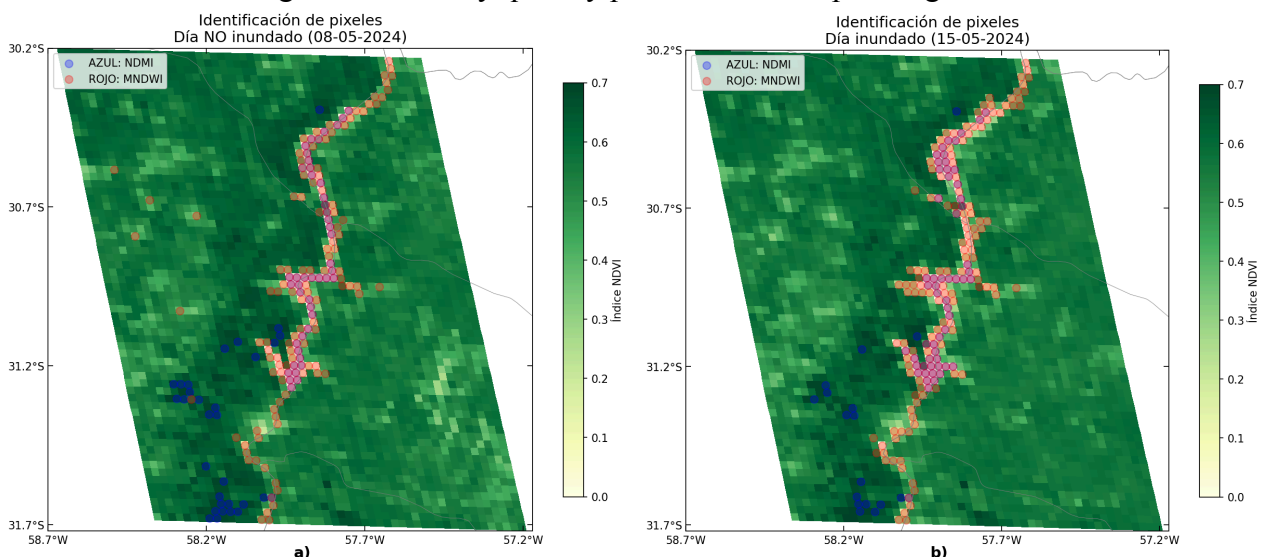 Identificación de pixeles
Día NO inundado (08-05-2024)
30.2°S
AZUL: NDMI
ROJO: MNDWI
30.7°S
31.2°S
31.7°S
58.7°W
58.2°W
57.7°W
57.2°W
a)
0.7
0.6
0.5
0.4
0.3
0.2
0.1
0.0
Índice NDVI
Identificación de pixeles
Día inundado (15-05-2024)
30.2°S
AZUL: NDMI
ROJO: MNDWI
30.7°S
31.2°S
31.7°S
58.7°W
58.2°W
57.7°W
57.2°W
b)
0.7
0.6
0.5
0.4
0.3
0.2
0.1
0.0
Índice NDVI